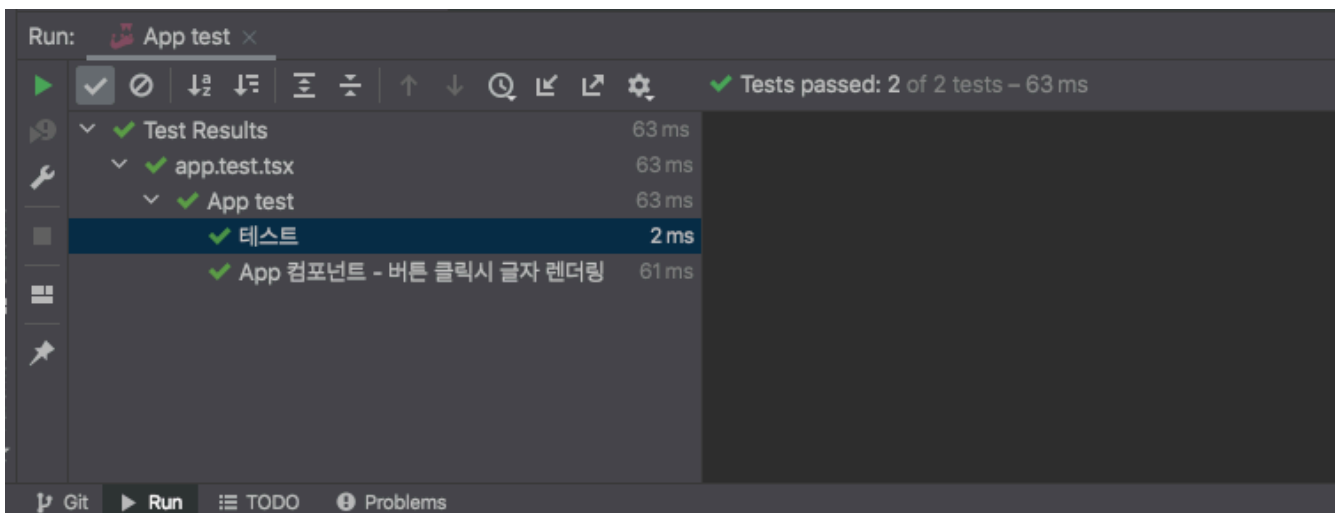 Run: App test
Tests passed: 2 of 2 tests – 63 ms
Test Results 63 ms
app.test.tsx 63 ms
App test 63 ms
테스트 2 ms
App 컴포넌트 - 버튼 클릭시 글자 렌더링 61 ms
Git Run TODO Problems